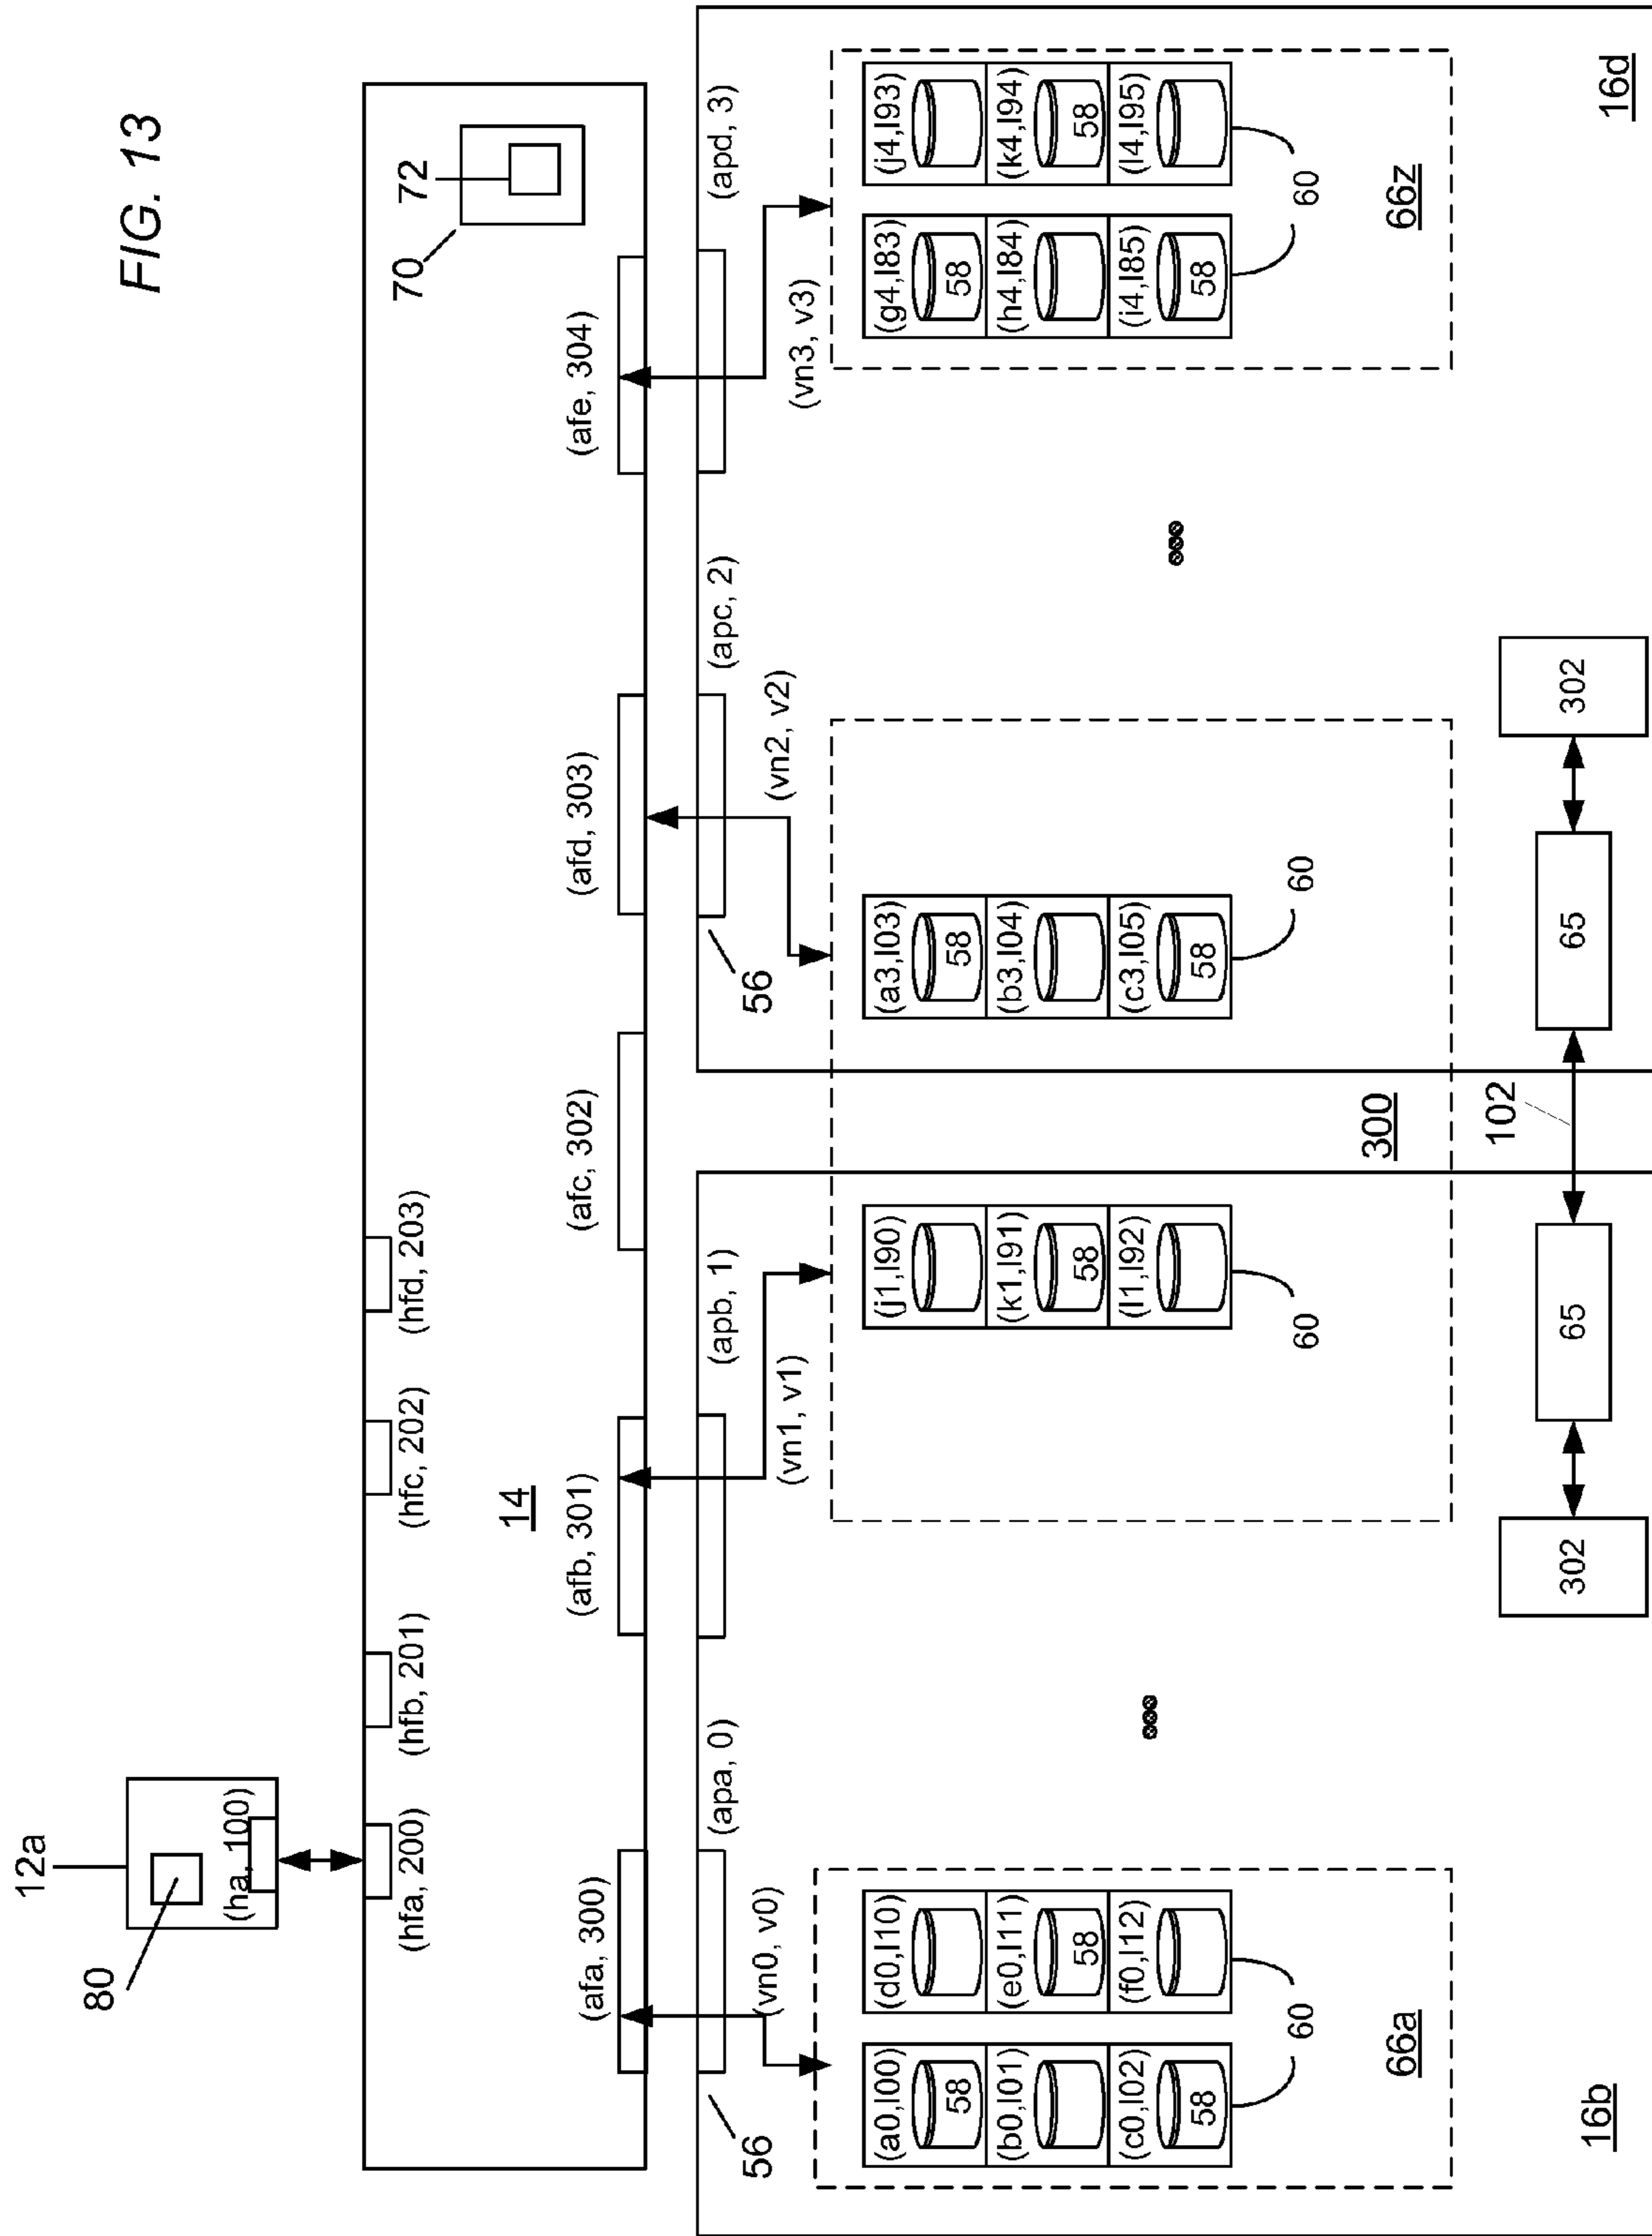 FIG. 13
12a
80
(ha, 100)
(hfa, 200)
(hfb, 201)
(hfc, 202)
(hfd, 203)
14
70
72
(afa, 300)
(afb, 301)
(afc, 302)
(afd, 303)
(afe, 304)
56
(apa, 0)
(apb, 1)
56
(apc, 2)
(apd, 3)
(vn0, v0)
(vn1, v1)
(vn2, v2)
(vn3, v3)
(a0,l00)
58
(b0,l01)
(c0,l02)
58
(d0,l10)
(e0,l11)
58
(f0,l12)
60
66a
(j1,l90)
(k1,l91)
58
(l1,l92)
60
300
(a3,l03)
58
(b3,l04)
(c3,l05)
58
60
(g4,l83)
58
(h4,l84)
(i4,l85)
58
(j4,l93)
(k4,l94)
58
(l4,l95)
60
66z
16b
302
65
102
65
302
16d